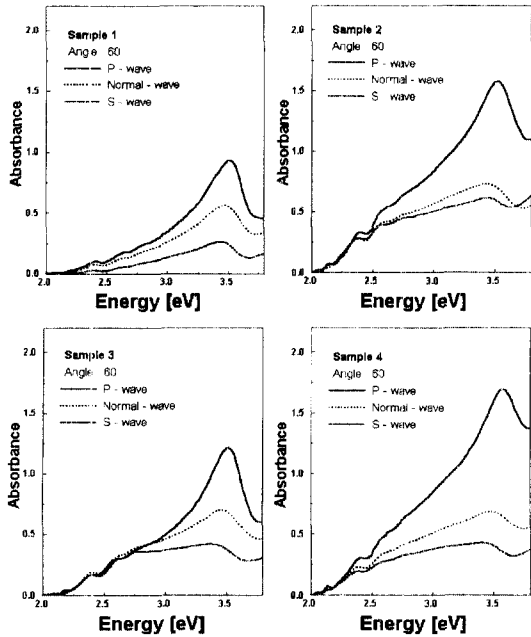 Sample 1
Angle 60
P - wave
Normal - wave
S - wave
Absorbance
2.0
1.5
1.0
0.5
0.0
2.0 2.5 3.0 3.5
Energy [eV]
Sample 2
Angle 60
P - wave
Normal - wave
S - wave
Absorbance
2.0
1.5
1.0
0.5
0.0
2.0 2.5 3.0 3.5
Energy [eV]
Sample 3
Angle 60
P - wave
Normal - wave
S - wave
Absorbance
2.0
1.5
1.0
0.5
0.0
2.0 2.5 3.0 3.5
Energy [eV]
Sample 4
Angle 60
P - wave
Normal - wave
S - wave
Absorbance
2.0
1.5
1.0
0.5
0.0
2.0 2.5 3.0 3.5
Energy [eV]